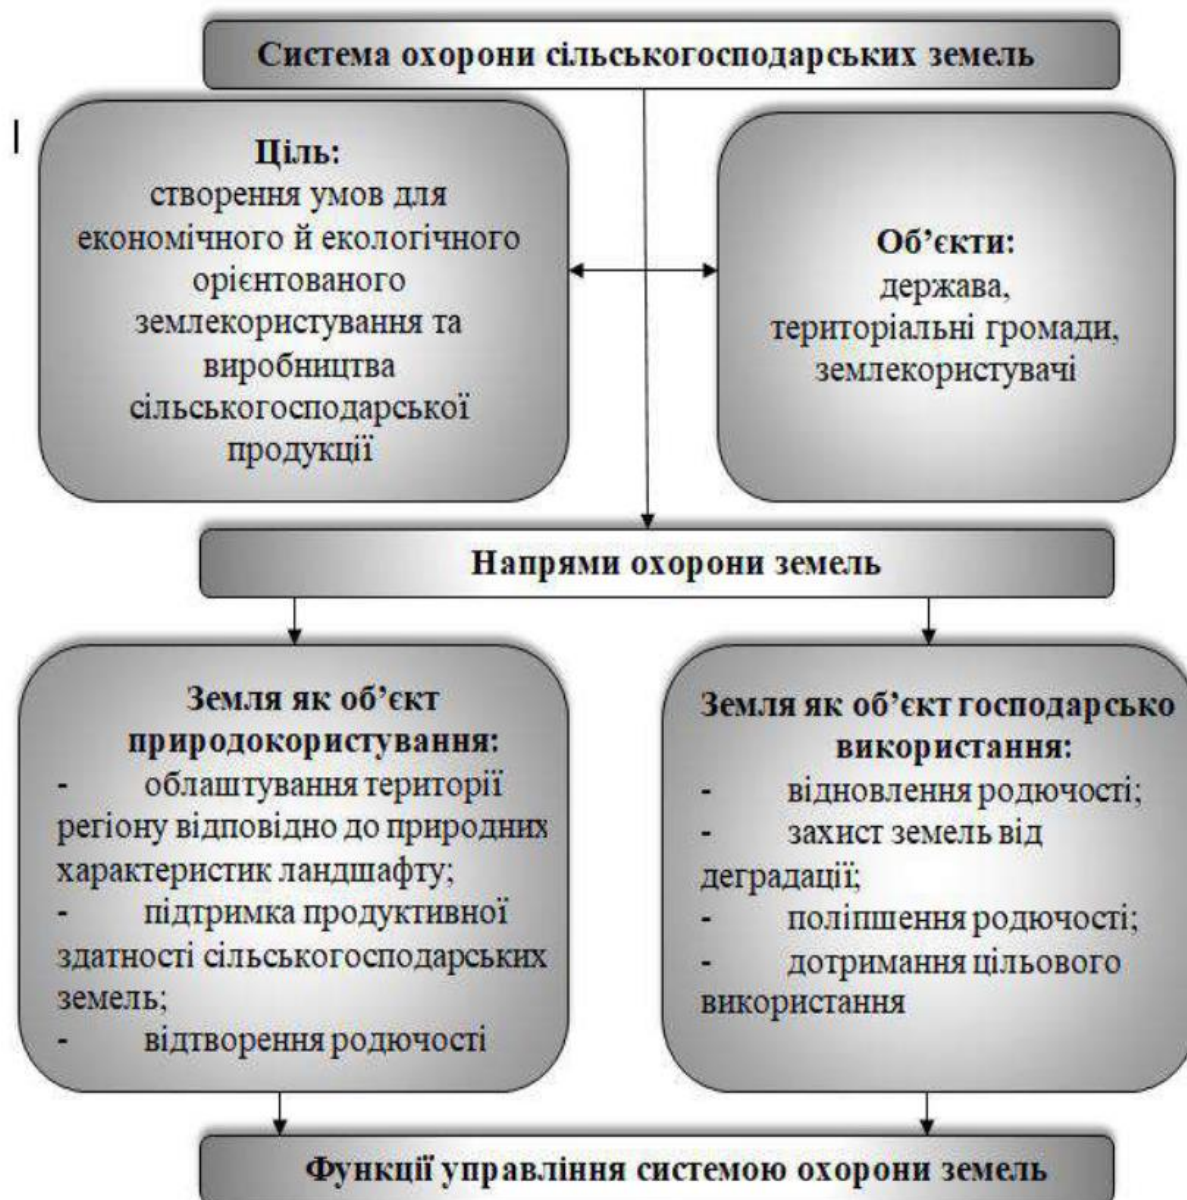 Система охорони сільськогосподарських земель
Ціль:
створення умов для
економічного й екологічного
орієнтованого
землекористування та
виробництва
сільськогосподарської
продукції
Об’єкти:
держава,
територіальні громади,
землекористувачі
Напрями охорони земель
Земля як об’єкт
природокористування:
- облаштування території
регіону відповідно до природних
характеристик ландшафту;
- підтримка продуктивної
здатності сільськогосподарських
земель;
- відтворення родючості
Земля як об’єкт господарсько
використання:
- відновлення родючості;
- захист земель від
деградації;
- поліпшення родючості;
- дотримання цільового
використання
Функції управління системою охорони земель